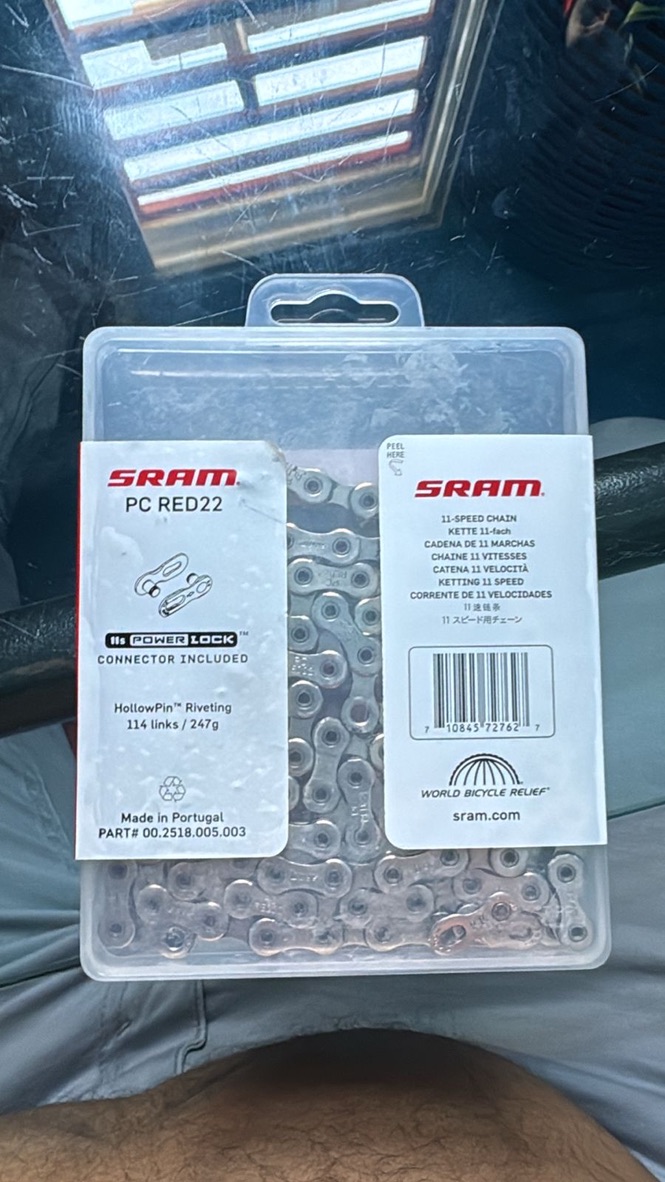 SRAM
PC RED22
11s POWER LOCK™
CONNECTOR INCLUDED
HollowPin™ Riveting
114 links / 247g
Made in Portugal
PART# 00.2518.005.003
PEEL
HERE
SRAM
11-SPEED CHAIN
KETTE 11-fach
CADENA DE 11 MARCHAS
CHAINE 11 VITESSES
CATENA 11 VELOCITÀ
KETTING 11 SPEED
CORRENTE DE 11 VELOCIDADES
11 速链条
11 スピード用チェーン
7 10845 72762 7
WORLD BICYCLE RELIEF
sram.com